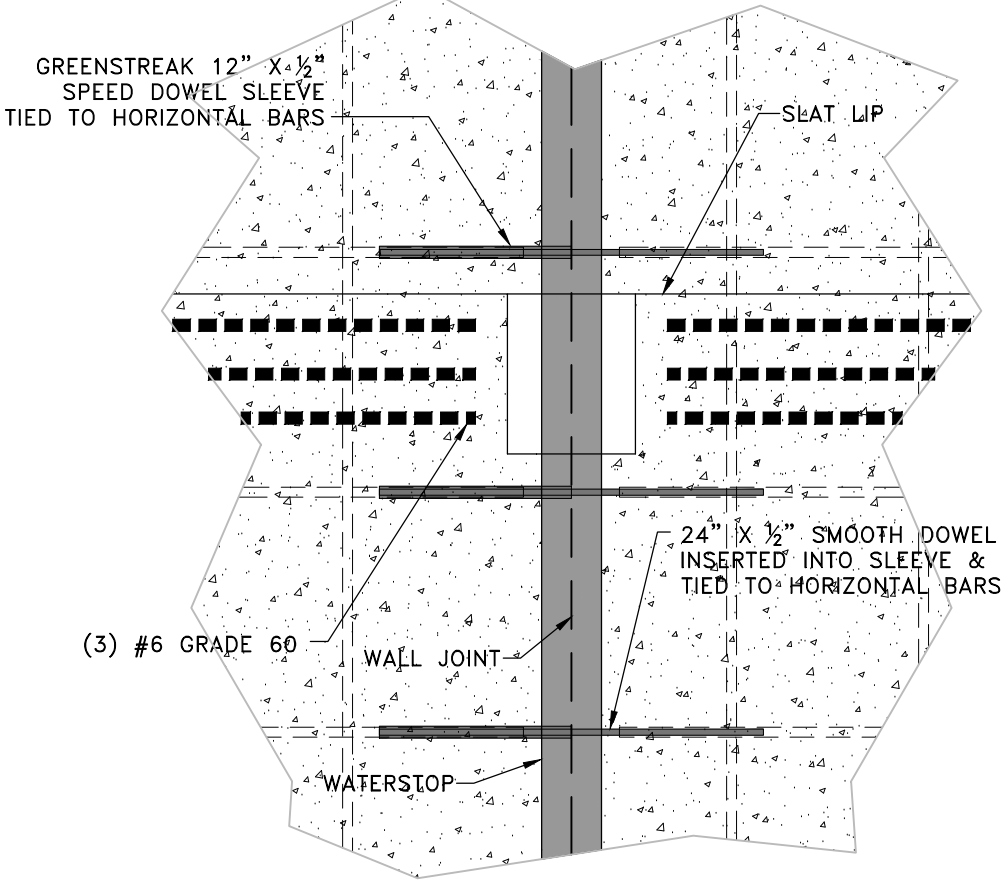 GREENSTREAK 12" X ½"
SPEED DOWEL SLEEVE
TIED TO HORIZONTAL BARS
SLAT LIP
24" X ½" SMOOTH DOWEL
INSERTED INTO SLEEVE &
TIED TO HORIZONTAL BARS
(3) #6 GRADE 60
WALL JOINT
WATERSTOP